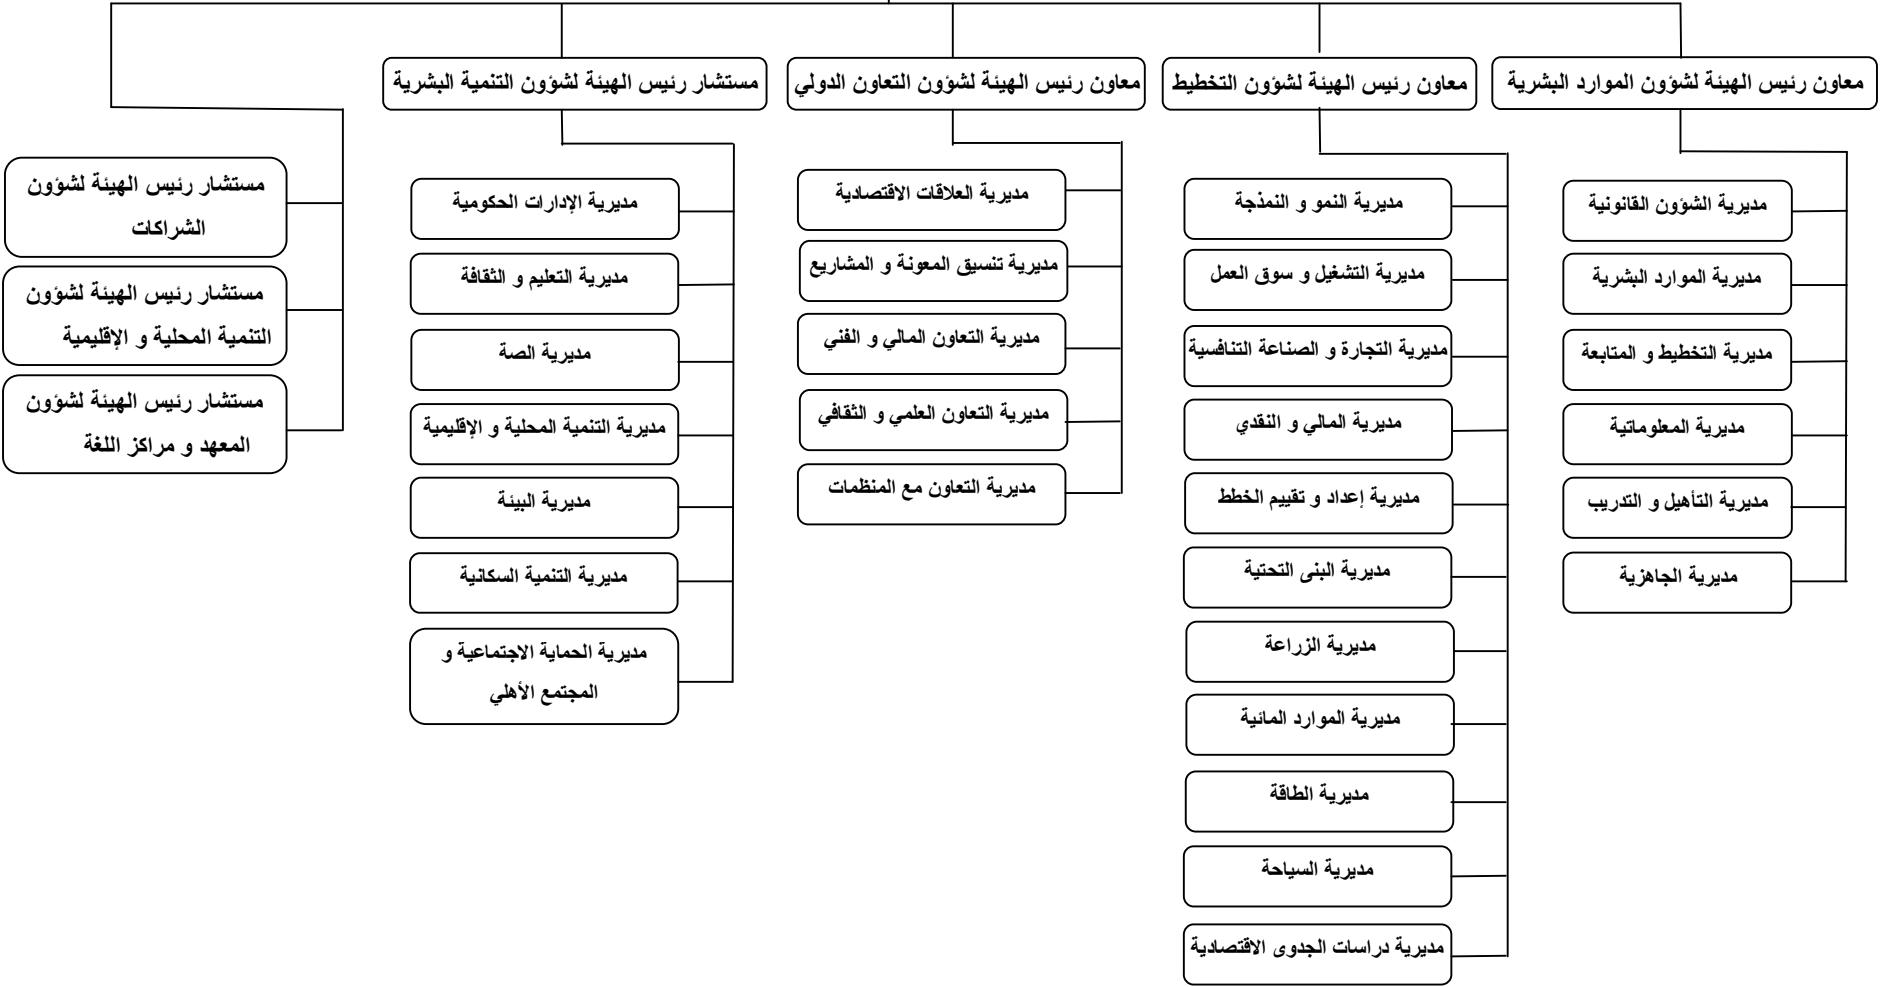 معاون رئيس الهيئة لشؤون الموارد البشرية
مديرية الشؤون القانونية
مديرية الموارد البشرية
مديرية التخطيط و المتابعة
مديرية المعلوماتية
مديرية التأهيل و التدريب
مديرية الجاهزية
معاون رئيس الهيئة لشؤون التخطيط
مديرية النمو و النمذجة
مديرية التشغيل و سوق العمل
مديرية التجارة و الصناعة التنافسية
مديرية المالي و النقدي
مديرية إعداد و تقييم الخطط
مديرية البنى التحتية
مديرية الزراعة
مديرية الموارد المائية
مديرية الطاقة
مديرية السياحة
مديرية دراسات الجدوى الاقتصادية
معاون رئيس الهيئة لشؤون التعاون الدولي
مديرية العلاقات الاقتصادية
مديرية تنسيق المعونة و المشاريع
مديرية التعاون المالي و الفني
مديرية التعاون العلمي و الثقافي
مديرية التعاون مع المنظمات
مستشار رئيس الهيئة لشؤون التنمية البشرية
مديرية الإدارات الحكومية
مديرية التعليم و الثقافة
مديرية الصة
مديرية التنمية المحلية و الإقليمية
مديرية البيئة
مديرية التنمية السكانية
مديرية الحماية الاجتماعية و
المجتمع الأهلي
مستشار رئيس الهيئة لشؤون
الشراكات
مستشار رئيس الهيئة لشؤون
التنمية المحلية و الإقليمية
مستشار رئيس الهيئة لشؤون
المعهد و مراكز اللغة